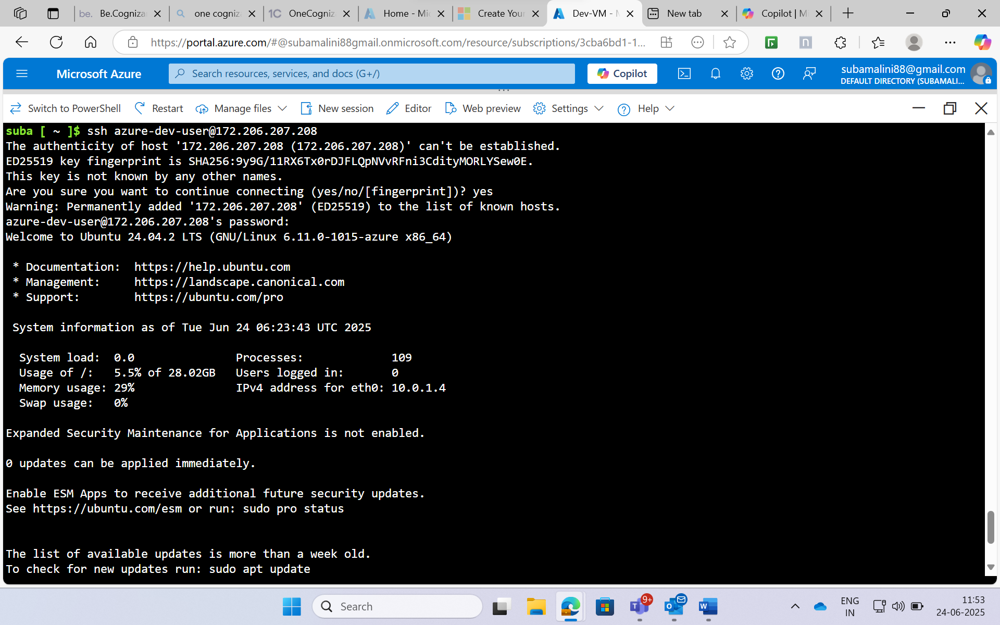 be. Be.Cogniza
one cogniza
1C OneCogniz
Home - Mic
Create Your
Dev-VM - M
New tab
Copilot | Mi
https://portal.azure.com/#@subamalini88gmail.onmicrosoft.com/resource/subscriptions/3cba6bd1-1...
n
Microsoft Azure
Search resources, services, and docs (G+/)
Copilot
subamalini88@gmail.com
DEFAULT DIRECTORY (SUBAMALI...
Switch to PowerShell
Restart
Manage files
New session
Editor
Web preview
Settings
Help
suba [ ~ ]$ ssh azure-dev-user@172.206.207.208
The authenticity of host '172.206.207.208 (172.206.207.208)' can't be established.
ED25519 key fingerprint is SHA256:9y9G/11RX6Tx0rDJFLQpNVvRFni3CdityMORLYSew0E.
This key is not known by any other names.
Are you sure you want to continue connecting (yes/no/[fingerprint])? yes
Warning: Permanently added '172.206.207.208' (ED25519) to the list of known hosts.
azure-dev-user@172.206.207.208's password:
Welcome to Ubuntu 24.04.2 LTS (GNU/Linux 6.11.0-1015-azure x86_64)
* Documentation:  https://help.ubuntu.com
* Management:     https://landscape.canonical.com
* Support:        https://ubuntu.com/pro
System information as of Tue Jun 24 06:23:43 UTC 2025
System load:  0.0               Processes:             109
Usage of /:   5.5% of 28.02GB   Users logged in:       0
Memory usage: 29%               IPv4 address for eth0: 10.0.1.4
Swap usage:   0%
Expanded Security Maintenance for Applications is not enabled.
0 updates can be applied immediately.
Enable ESM Apps to receive additional future security updates.
See https://ubuntu.com/esm or run: sudo pro status
The list of available updates is more than a week old.
To check for new updates run: sudo apt update
Search
9+
ENG
IN
11:53
24-06-2025